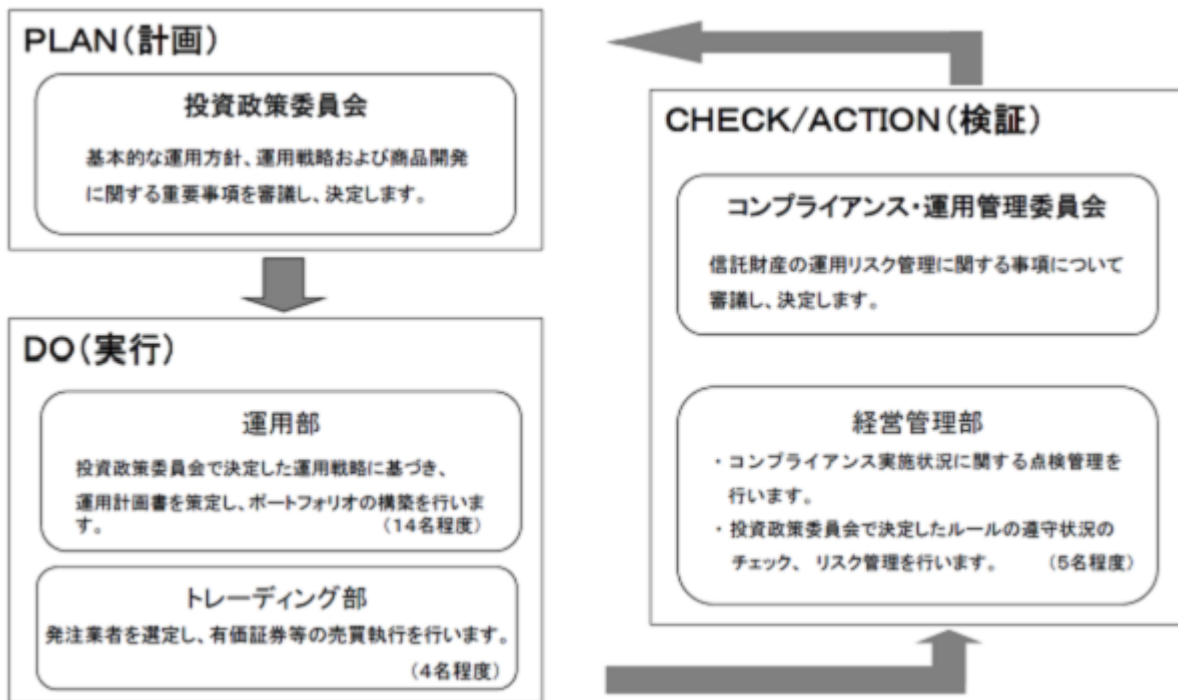 PLAN(計画)
投資政策委員会
基本的な運用方針、運用戦略および商品開発
に関する重要事項を審議し、決定します。
DO(実行)
運用部
投資政策委員会で決定した運用戦略に基づき、
運用計画書を策定し、ポートフォリオの構築を行いま
す。 (14名程度)
トレーディング部
発注業者を選定し、有価証券等の売買執行を行います。
(4名程度)
CHECK/ACTION(検証)
コンプライアンス・運用管理委員会
信託財産の運用リスク管理に関する事項について
審議し、決定します。
経営管理部
・コンプライアンス実施状況に関する点検管理を
行います。
・投資政策委員会で決定したルールの遵守状況の
チェック、 リスク管理を行います。 (5名程度)